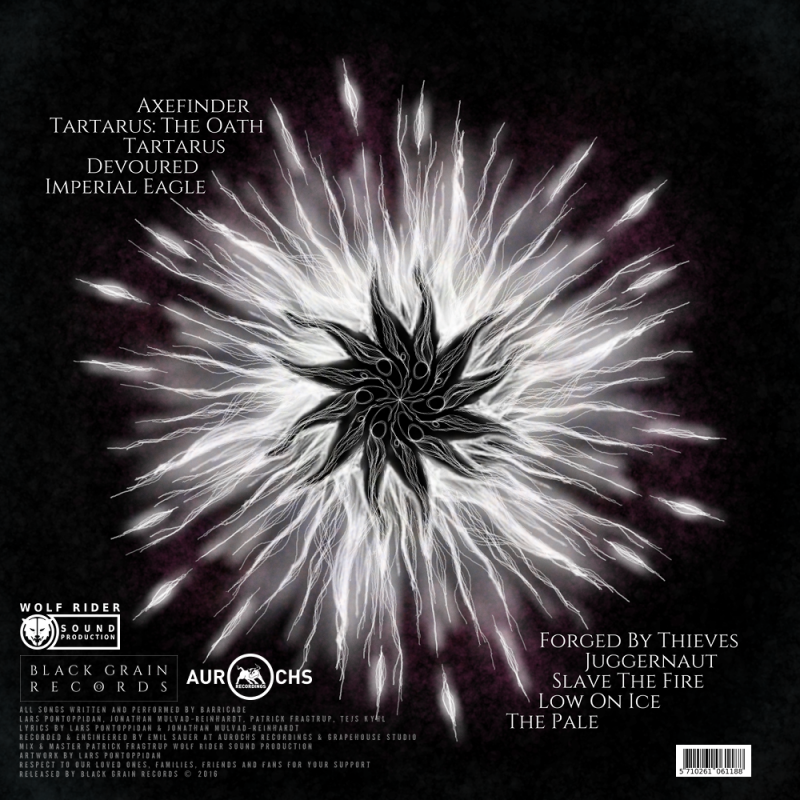 Axefinder
Tartarus: The Oath
Tartarus
Devoured
Imperial Eagle
Forged By Thieves
Juggernaut
Slave The Fire
Low On Ice
The Pale
WOLF RIDER
SOUND
PRODUCTION
BLACK GRAIN
RECORDS
AUROCHS
RECORDINGS
ALL SONGS WRITTEN AND PERFORMED BY BARRICADE
LARS PONTOPPIDAN, JONATHAN MULVAD-REINHARDT, PATRICK FRAGTRUP, TEJS KYHL
LYRICS BY LARS PONTOPPIDAN & JONATHAN MULVAD-REINHARDT
RECORDED & ENGINEERED BY EMIL SAUER AT AUROCHS RECORDINGS & GRAPEHOUSE STUDIO
MIX & MASTER PATRICK FRAGTRUP WOLF RIDER SOUND PRODUCTION
ARTWORK BY LARS PONTOPPIDAN
RESPECT TO OUR LOVED ONES, FAMILIES, FRIENDS AND FANS FOR YOUR SUPPORT
RELEASED BY BLACK GRAIN RECORDS © 2016
5 710261 061188